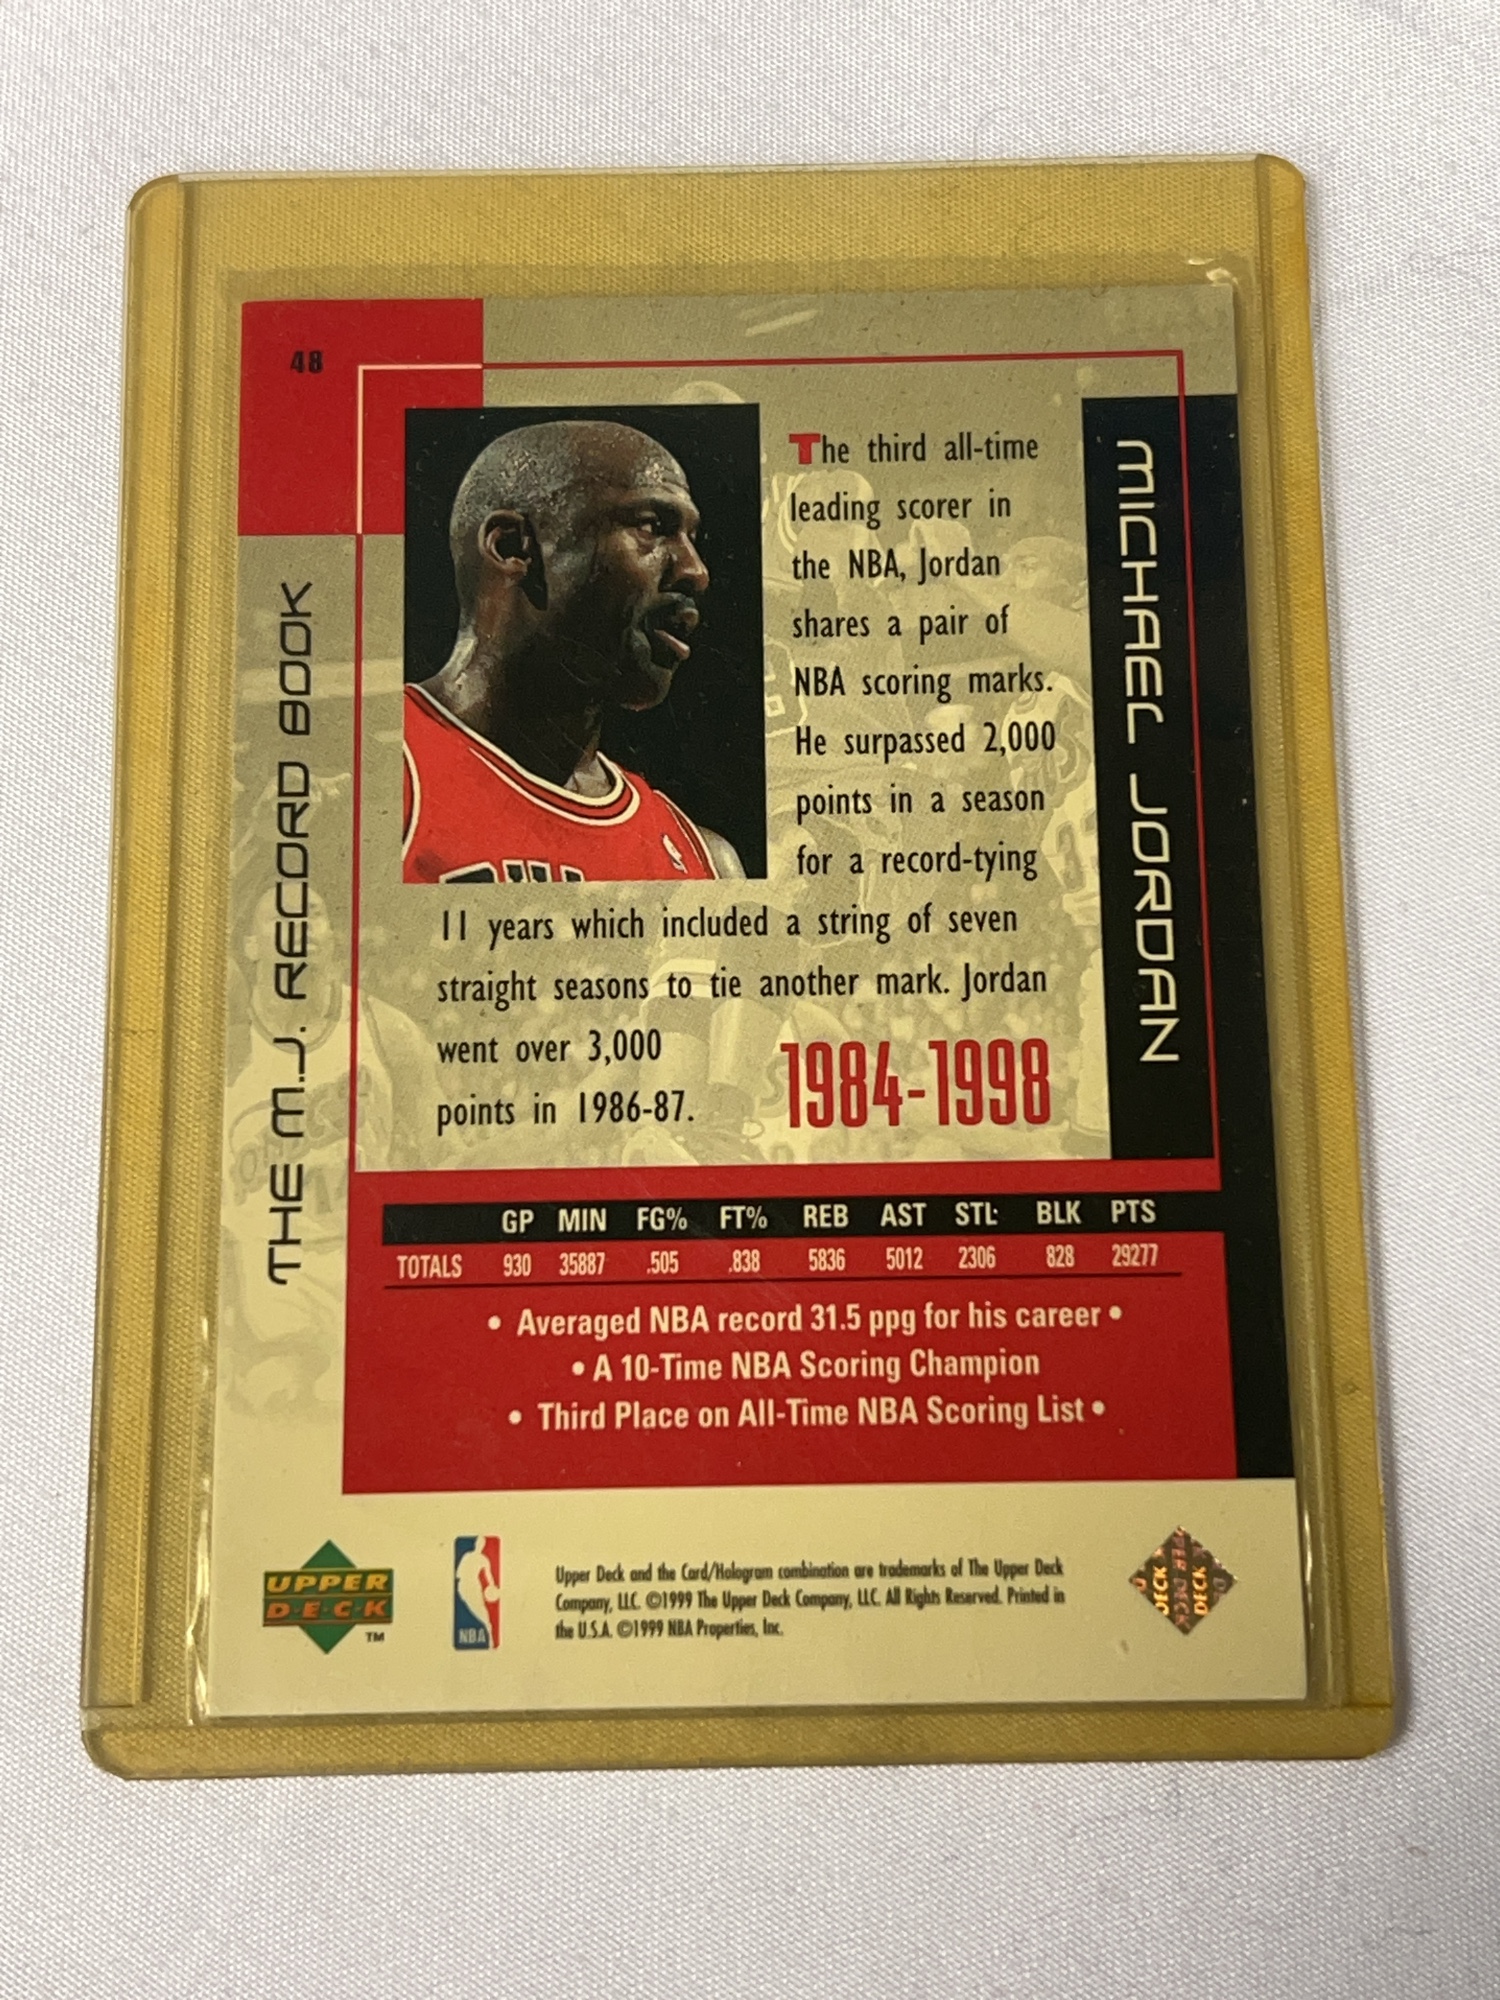 48
THE M.J. RECORD BOOK
MICHAEL JORDAN
The third all-time
leading scorer in
the NBA, Jordan
shares a pair of
NBA scoring marks.
He surpassed 2,000
points in a season
for a record-tying
11 years which included a string of seven
straight seasons to tie another mark. Jordan
went over 3,000
points in 1986-87.
1984-1998
GP MIN FG% FT% REB AST STL BLK PTS
TOTALS 930 35887 .505 .838 5836 5012 2306 828 29277
• Averaged NBA record 31.5 ppg for his career •
• A 10-Time NBA Scoring Champion
• Third Place on All-Time NBA Scoring List •
UPPER
D·E·C·K
TM
NBA
Upper Deck and the Card/Hologram combination are trademarks of The Upper Deck
Company, LLC. ©1999 The Upper Deck Company, LLC. All Rights Reserved. Printed in
the U.S.A. ©1999 NBA Properties, Inc.
DECK
UPPER DECK
DECK